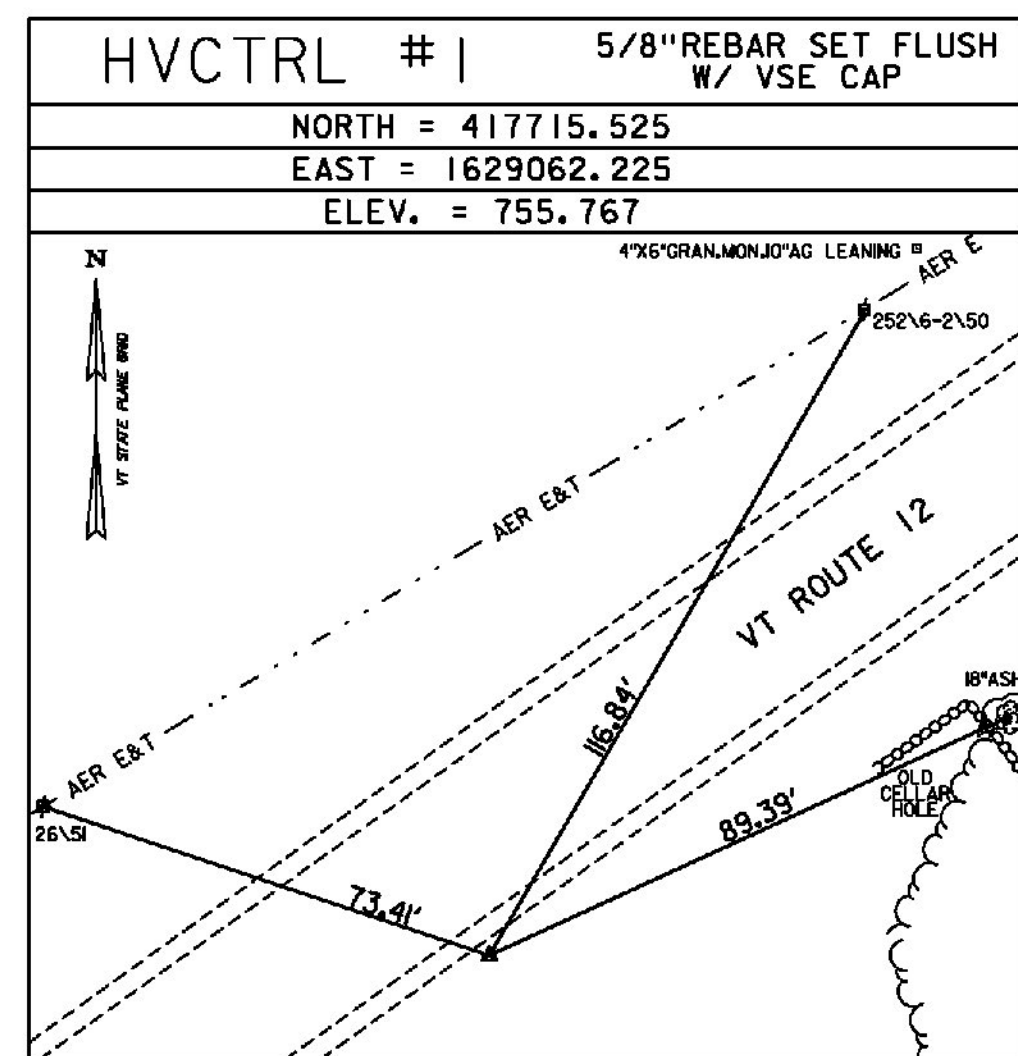 HVCTRL #1
5/8"REBAR SET FLUSH
W/ VSE CAP
NORTH = 417715.525
EAST = 1629062.225
ELEV. = 755.767
N
VT STATE PLANE GRID
4"X6"GRAN.MON.10"AG LEANING
AER E
252\6-2\50
AER E&T
VT ROUTE 12
116.84'
18"ASH
AER E&T
OLD
CELLAR
HOLE
26\51
89.39'
73.41'